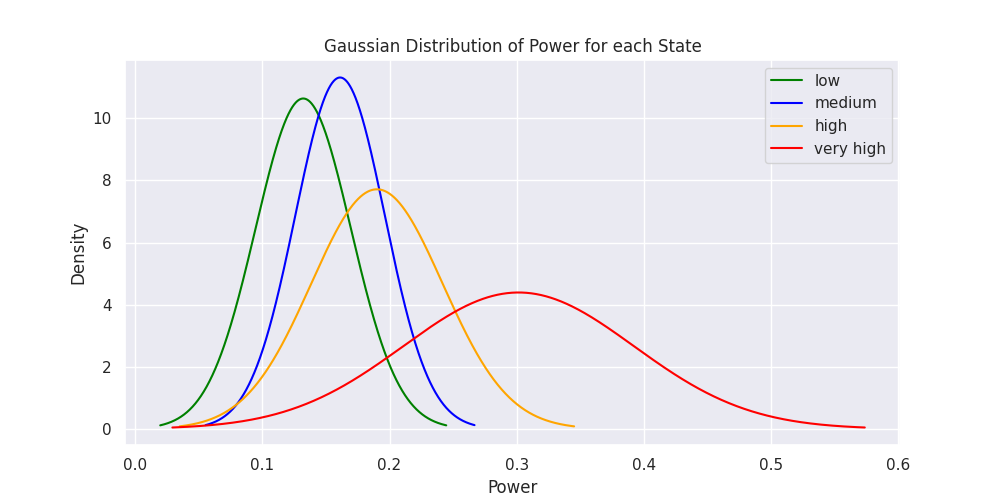 Gaussian Distribution of Power for each State
low
medium
high
very high
10
8
6
4
2
0
Density
0.0 0.1 0.2 0.3 0.4 0.5 0.6
Power